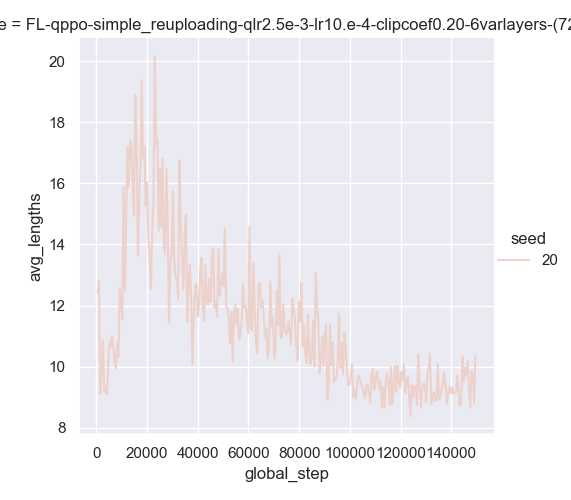 e = FL-qppo-simple_reuploading-qlr2.5e-3-lr10.e-4-clipcoef0.20-6varlayers-(72
20
18
16
14
12
10
8
avg_lengths
0 20000 40000 60000 80000 100000 120000 140000
global_step
seed
20